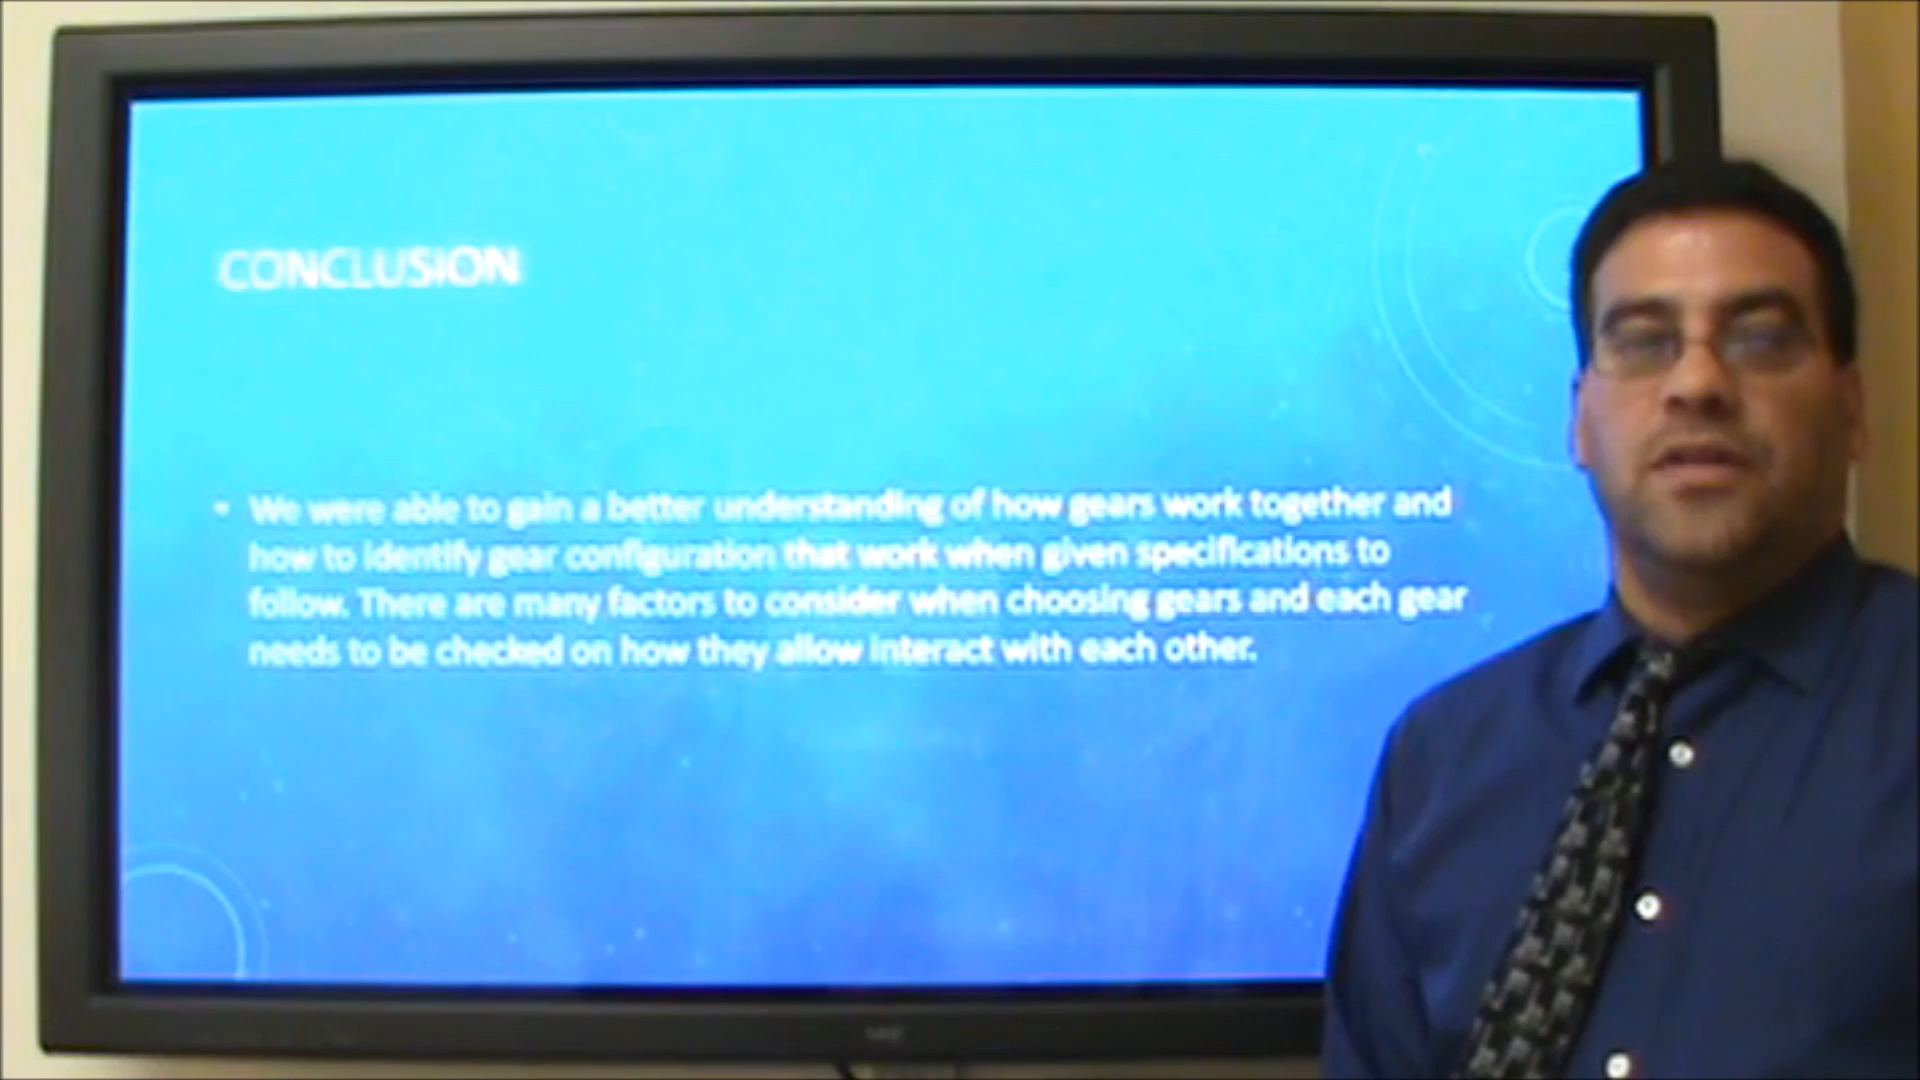 CONCLUSION
• We were able to gain a better understanding of how gears work together and
how to identify gear configuration that work when given specifications to
follow. There are many factors to consider when choosing gears and each gear
needs to be checked on how they allow interact with each other.